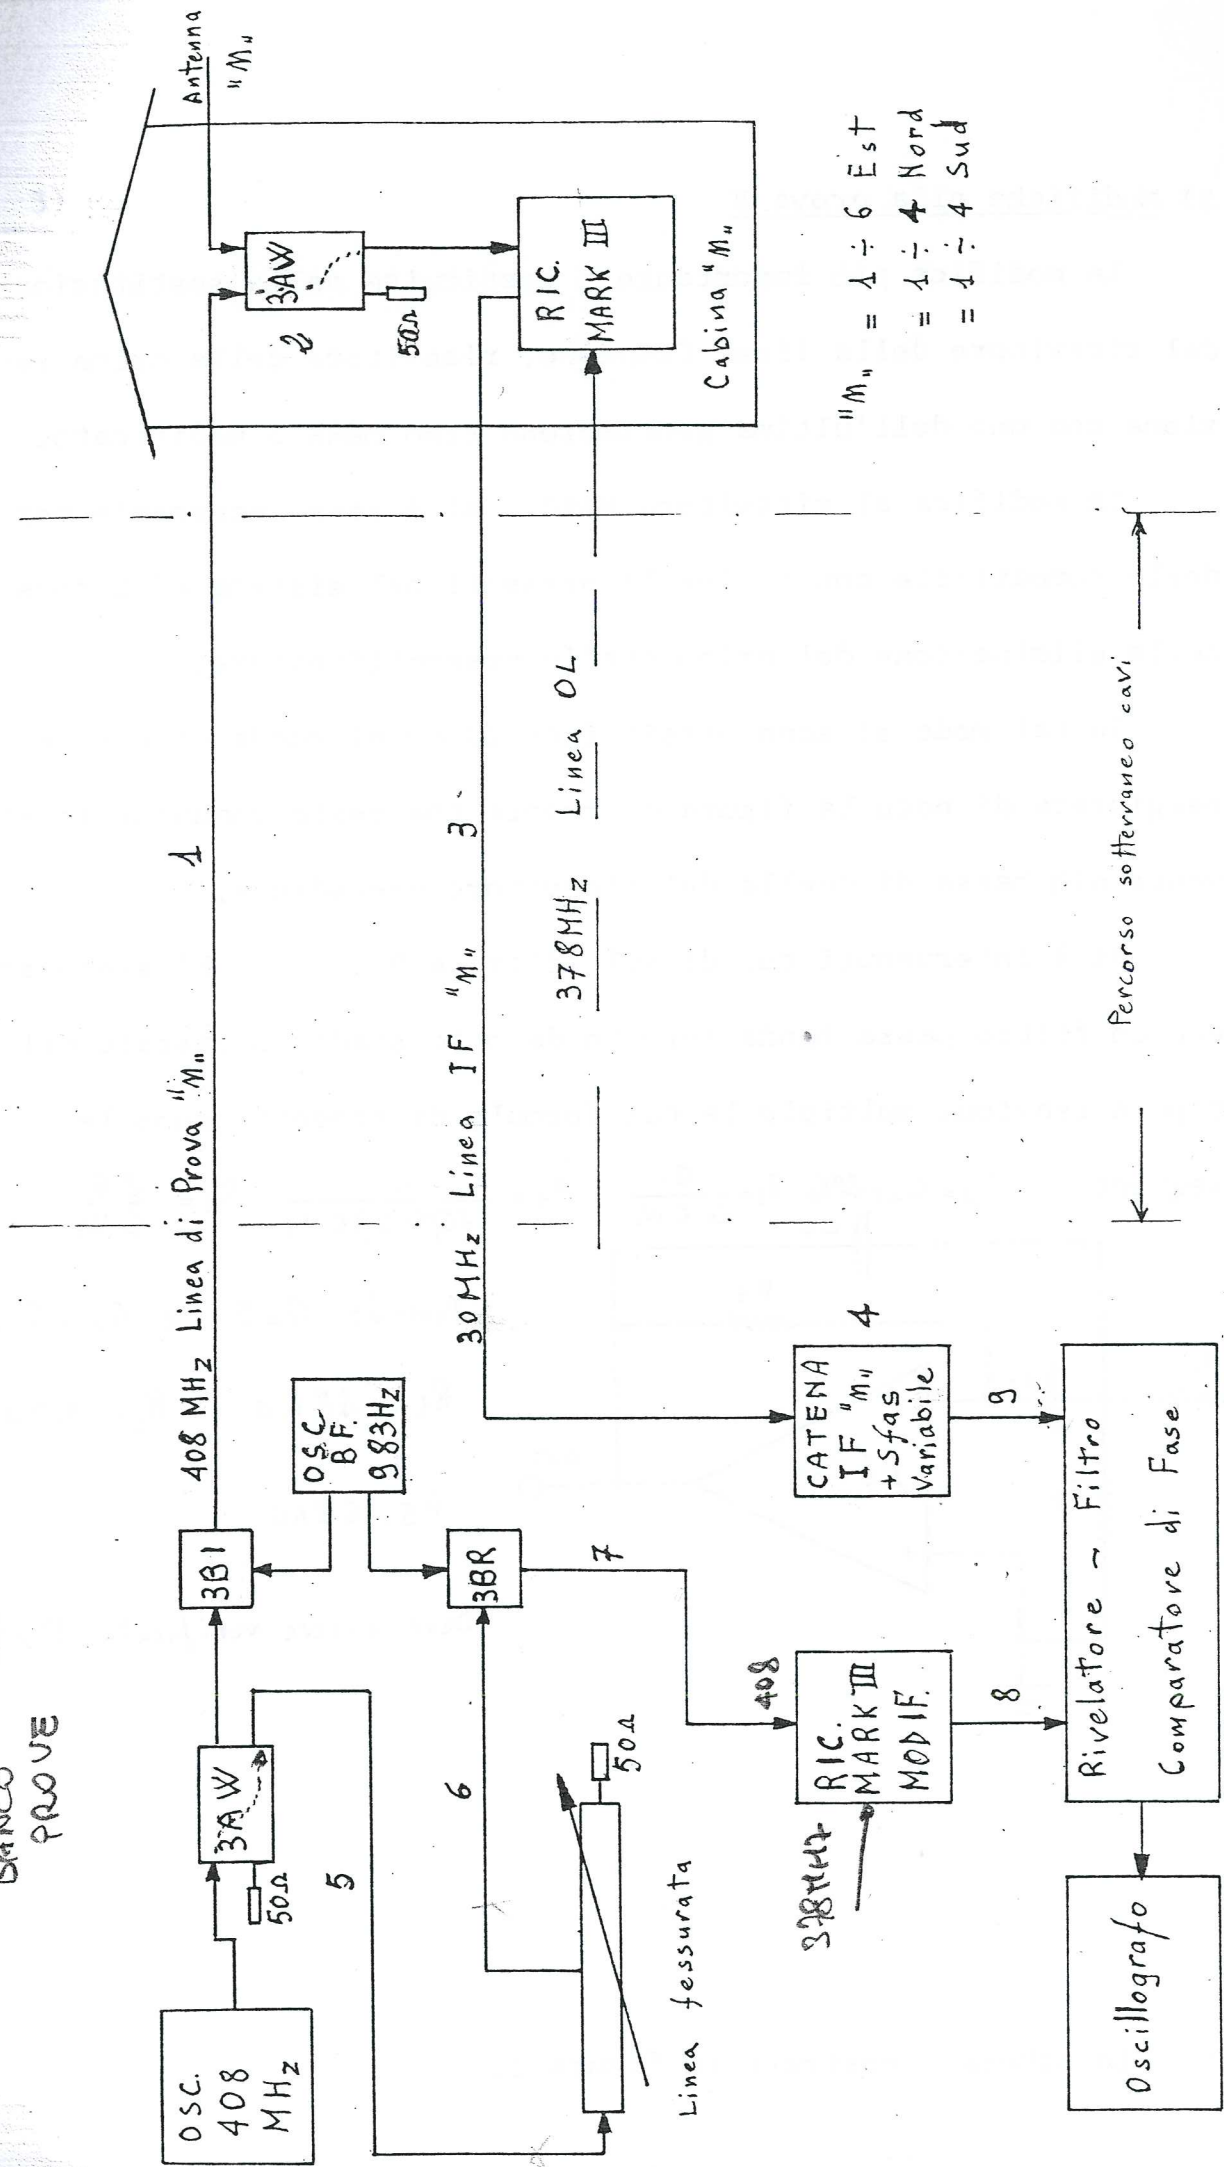 BANCO
PROVE
OSC.
408
MHz
3AW
50Ω
5
3B1
408 MHz Linea di Prova "M"
1
Antenna
"M"
3AW
2
50Ω
OSC
B.F.
983Hz
6
3BR
7
30MHz Linea IF "M" 3
RIC.
MARK III
Cabina "M"
378MHz Linea OL
50Ω
Linea fessurata
408
378MHz
RIC.
MARK III
MODIF.
8
CATENA
IF "M"
+ Sfas
Variabile
4
9
"M" = 1 ÷ 6 Est
= 1 ÷ 4 Nord
= 1 ÷ 4 Sud
Oscillografo
Rivelatore - Filtro
Comparatore di Fase
Percorso sotterraneo cavi